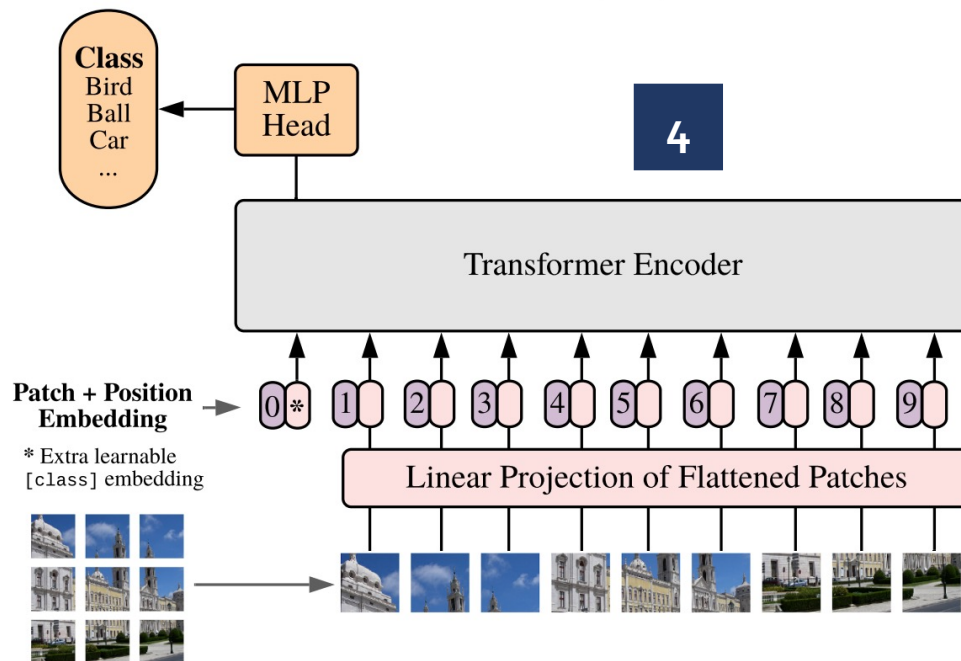 Class
Bird
Ball
Car
...
MLP
Head
4
Transformer Encoder
Patch + Position
Embedding
0 * 1 2 3 4 5 6 7 8 9
* Extra learnable
[class] embedding
Linear Projection of Flattened Patches